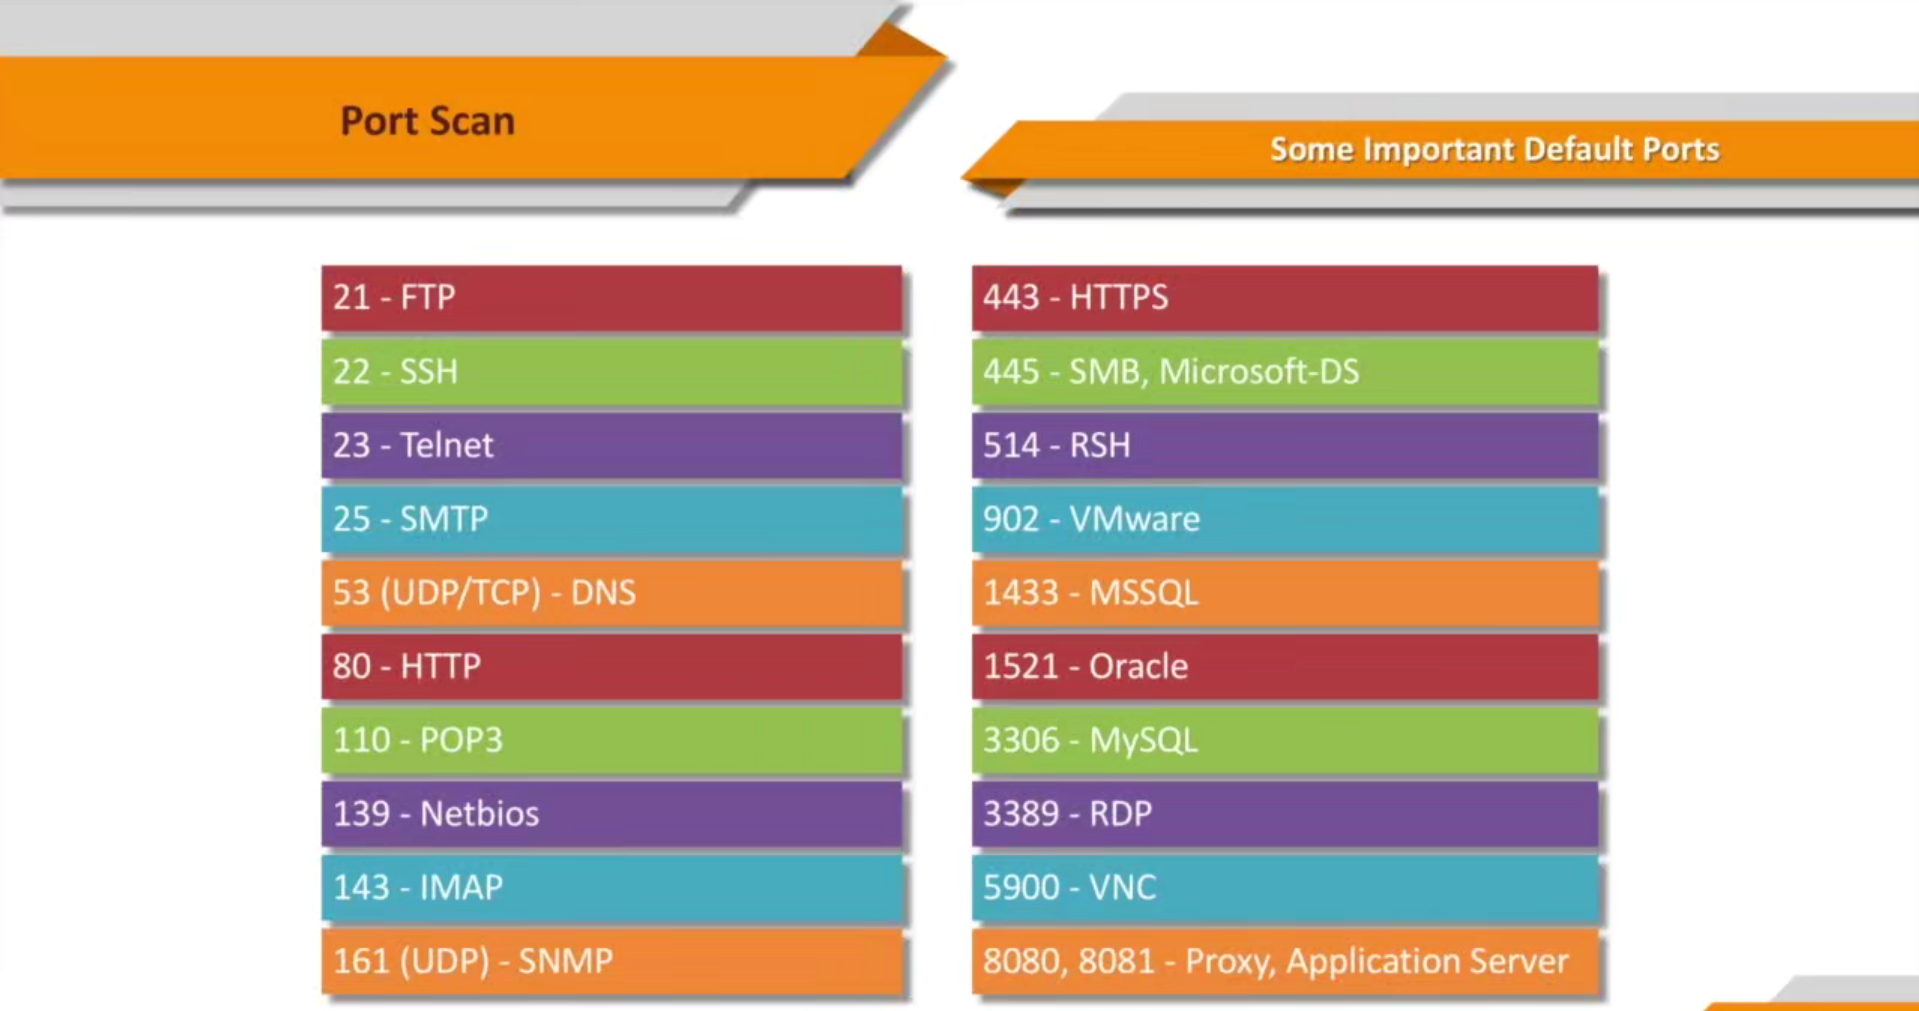 Port Scan
Some Important Default Ports
21 - FTP
22 - SSH
23 - Telnet
25 - SMTP
53 (UDP/TCP) - DNS
80 - HTTP
110 - POP3
139 - Netbios
143 - IMAP
161 (UDP) - SNMP
443 - HTTPS
445 - SMB, Microsoft-DS
514 - RSH
902 - VMware
1433 - MSSQL
1521 - Oracle
3306 - MySQL
3389 - RDP
5900 - VNC
8080, 8081 - Proxy, Application Server